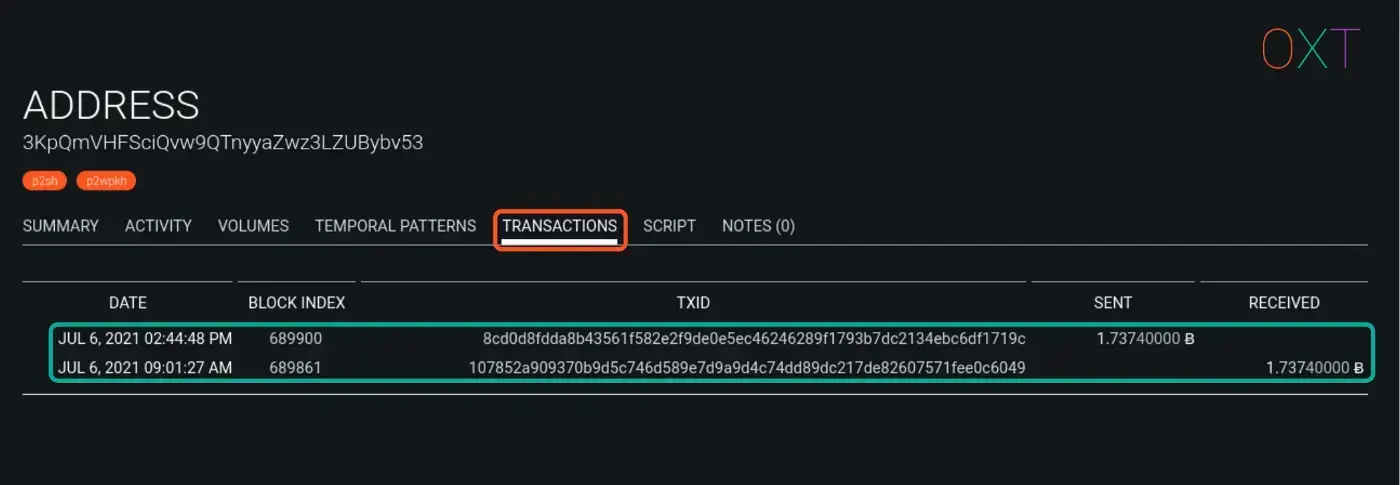 OXT
ADDRESS
3KpQmVHFSciQvw9QTnyyaZwz3LZUBybv53
p2sh p2wpkh
SUMMARY ACTIVITY VOLUMES TEMPORAL PATTERNS TRANSACTIONS SCRIPT NOTES (0)
DATE BLOCK INDEX TXID SENT RECEIVED
JUL 6, 2021 02:44:48 PM 689900 8cd0d8fdda8b43561f582e2f9de0e5ec46246289f1793b7dc2134ebc6df1719c 1.73740000 Ƀ
JUL 6, 2021 09:01:27 AM 689861 107852a909370b9d5c746d589e7d9a9d4c74dd89dc217de82607571fee0c6049 1.73740000 Ƀ